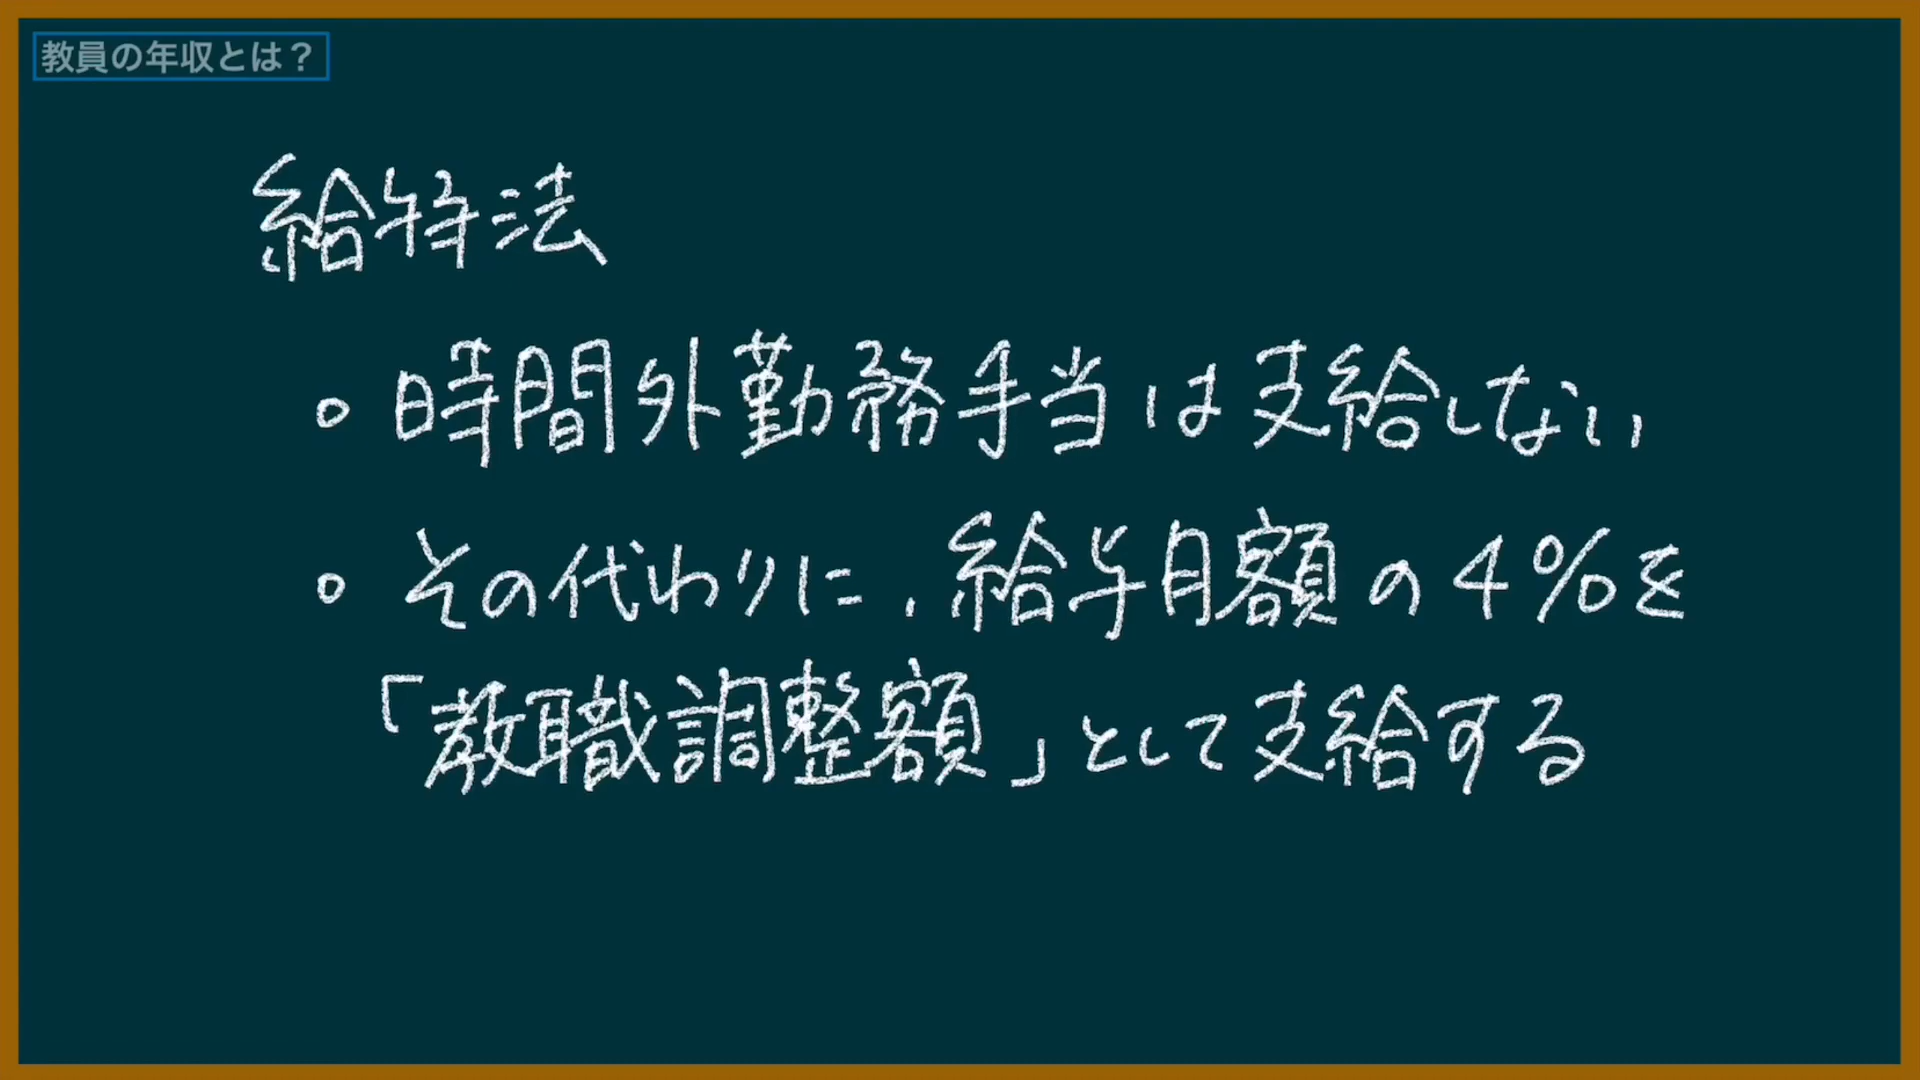 教員の年収とは？
給特法
。時間外勤務手当は支給しない
。その代わりに，給与月額の4%を
「教職調整額」として支給する